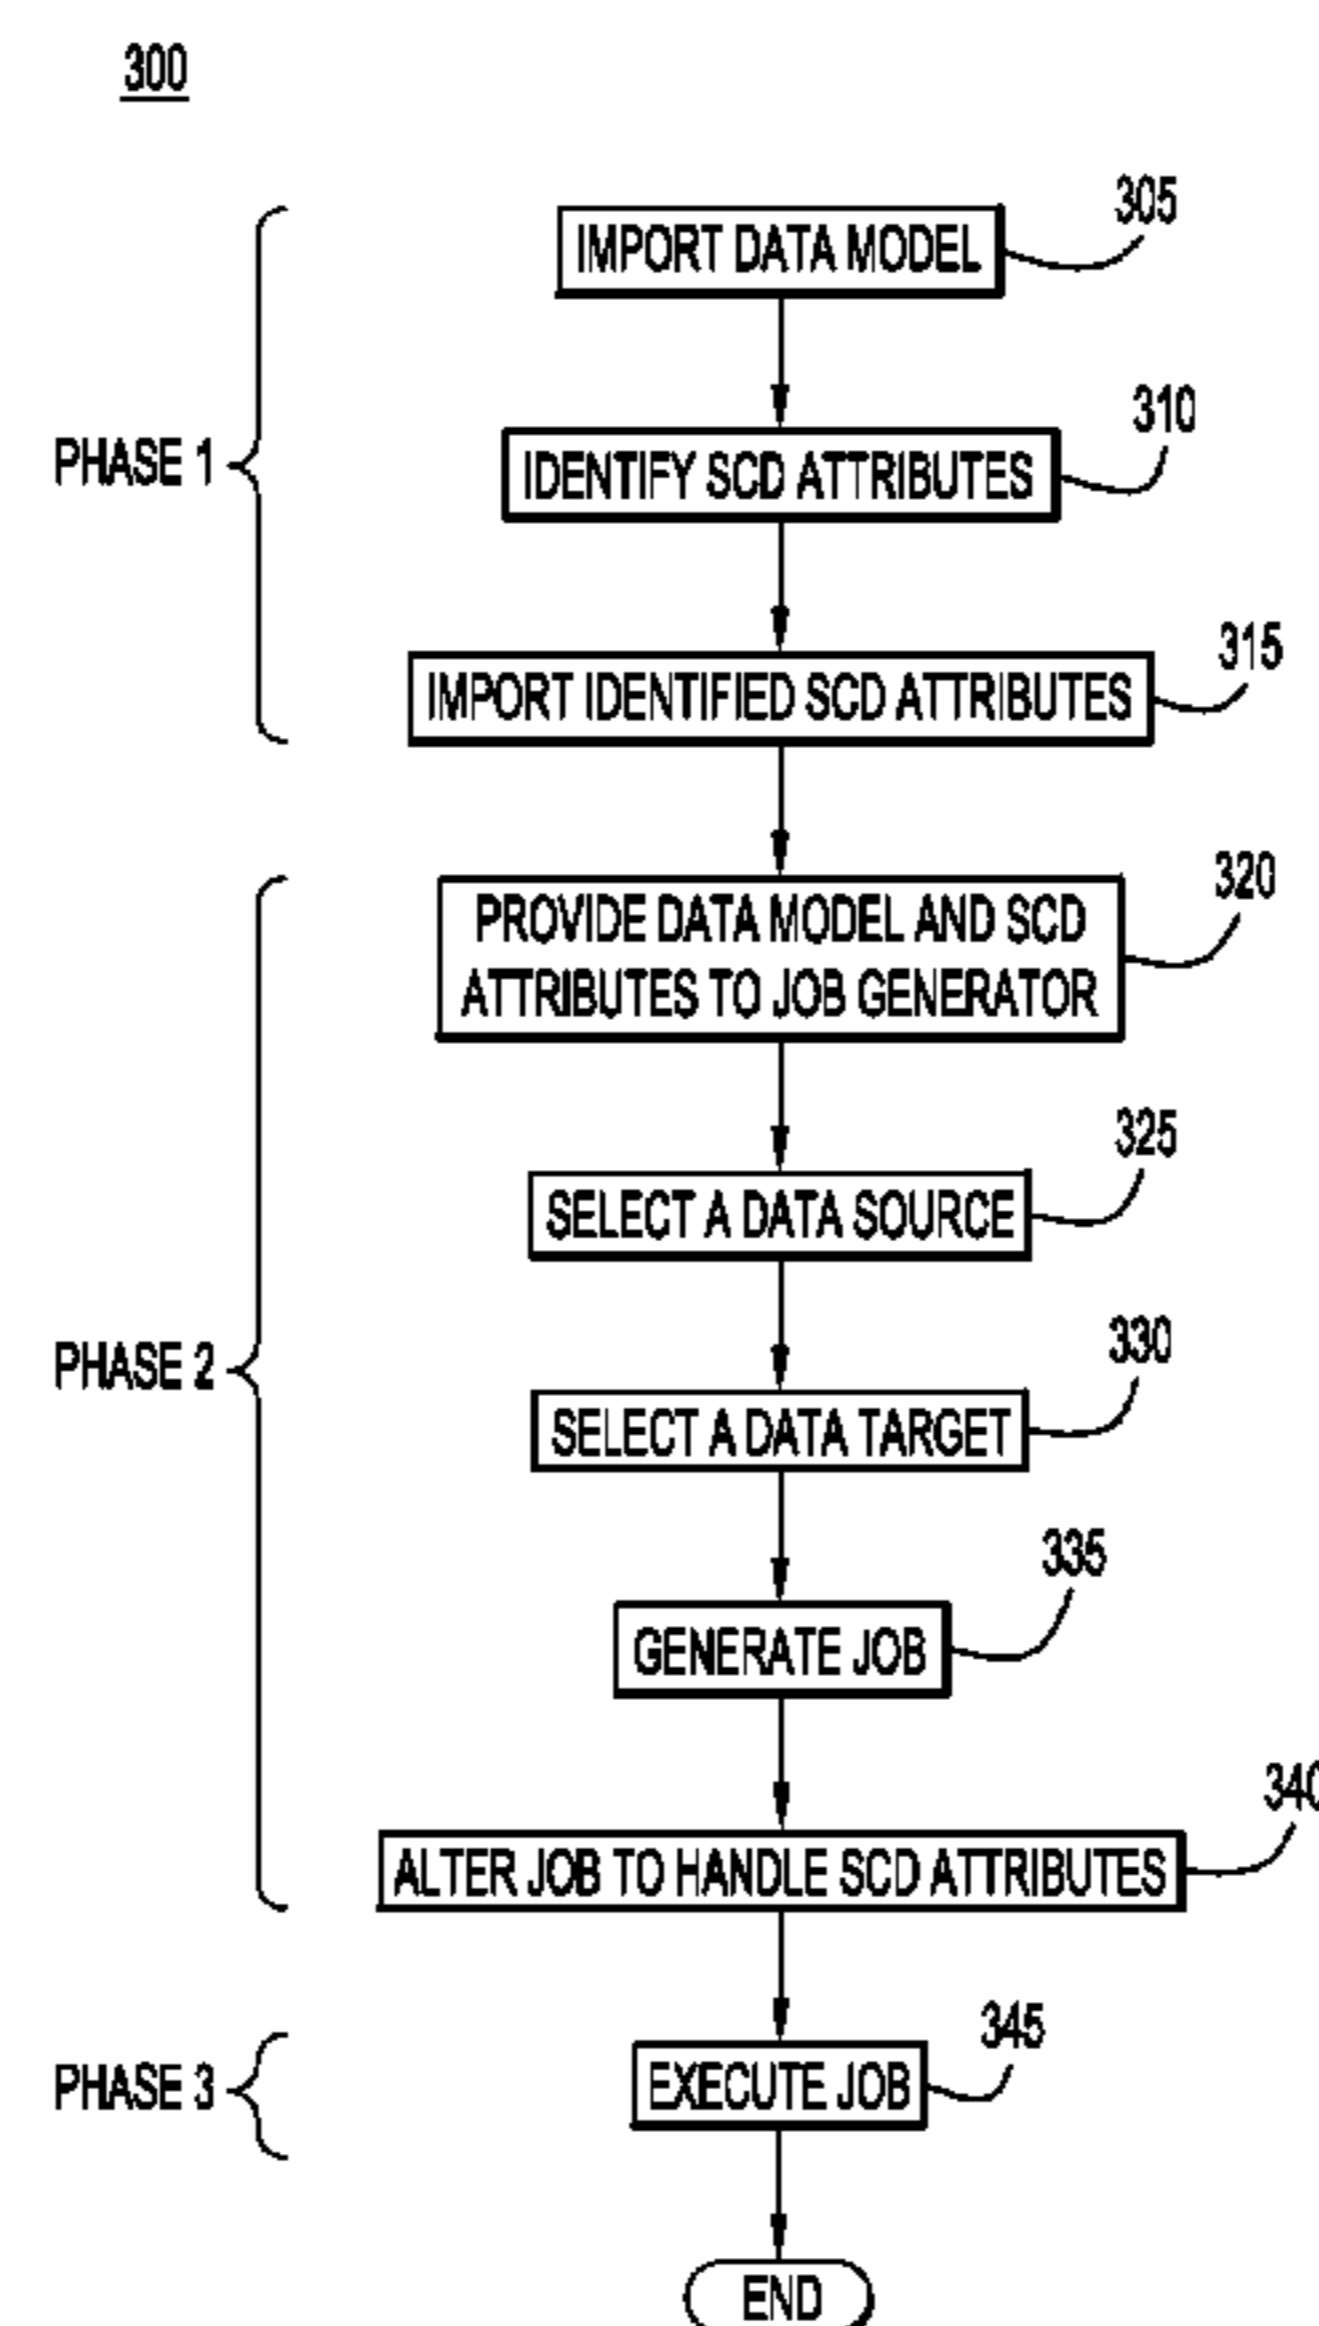 300
305
IMPORT DATA MODEL
310
PHASE 1
IDENTIFY SCD ATTRIBUTES
315
IMPORT IDENTIFIED SCD ATTRIBUTES
320
PROVIDE DATA MODEL AND SCD
ATTRIBUTES TO JOB GENERATOR
325
SELECT A DATA SOURCE
330
PHASE 2
SELECT A DATA TARGET
335
GENERATE JOB
340
ALTER JOB TO HANDLE SCD ATTRIBUTES
345
PHASE 3
EXECUTE JOB
END